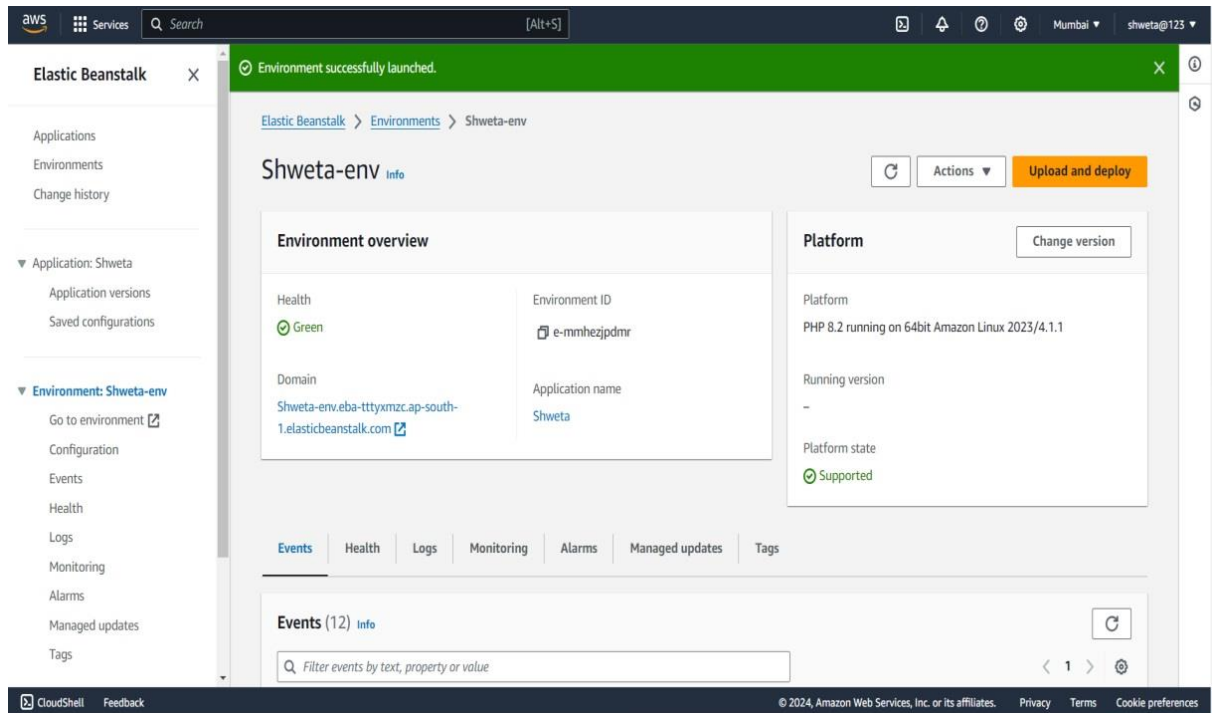 aws
Services
Search
[Alt+S]
Mumbai ▼
shweta@123 ▼
Elastic Beanstalk
Applications
Environments
Change history
▼ Application: Shweta
Application versions
Saved configurations
▼ Environment: Shweta-env
Go to environment
Configuration
Events
Health
Logs
Monitoring
Alarms
Managed updates
Tags
Environment successfully launched.
Elastic Beanstalk > Environments > Shweta-env
Shweta-env Info
Actions ▼
Upload and deploy
Environment overview
Health
Green
Environment ID
e-mmhezjpdmr
Domain
Shweta-env.eba-tttyxmzc.ap-south-
1.elasticbeanstalk.com
Application name
Shweta
Platform
Change version
Platform
PHP 8.2 running on 64bit Amazon Linux 2023/4.1.1
Running version
–
Platform state
Supported
Events
Health
Logs
Monitoring
Alarms
Managed updates
Tags
Events (12) Info
Filter events by text, property or value
< 1 >
CloudShell
Feedback
© 2024, Amazon Web Services, Inc. or its affiliates.
Privacy
Terms
Cookie preferences